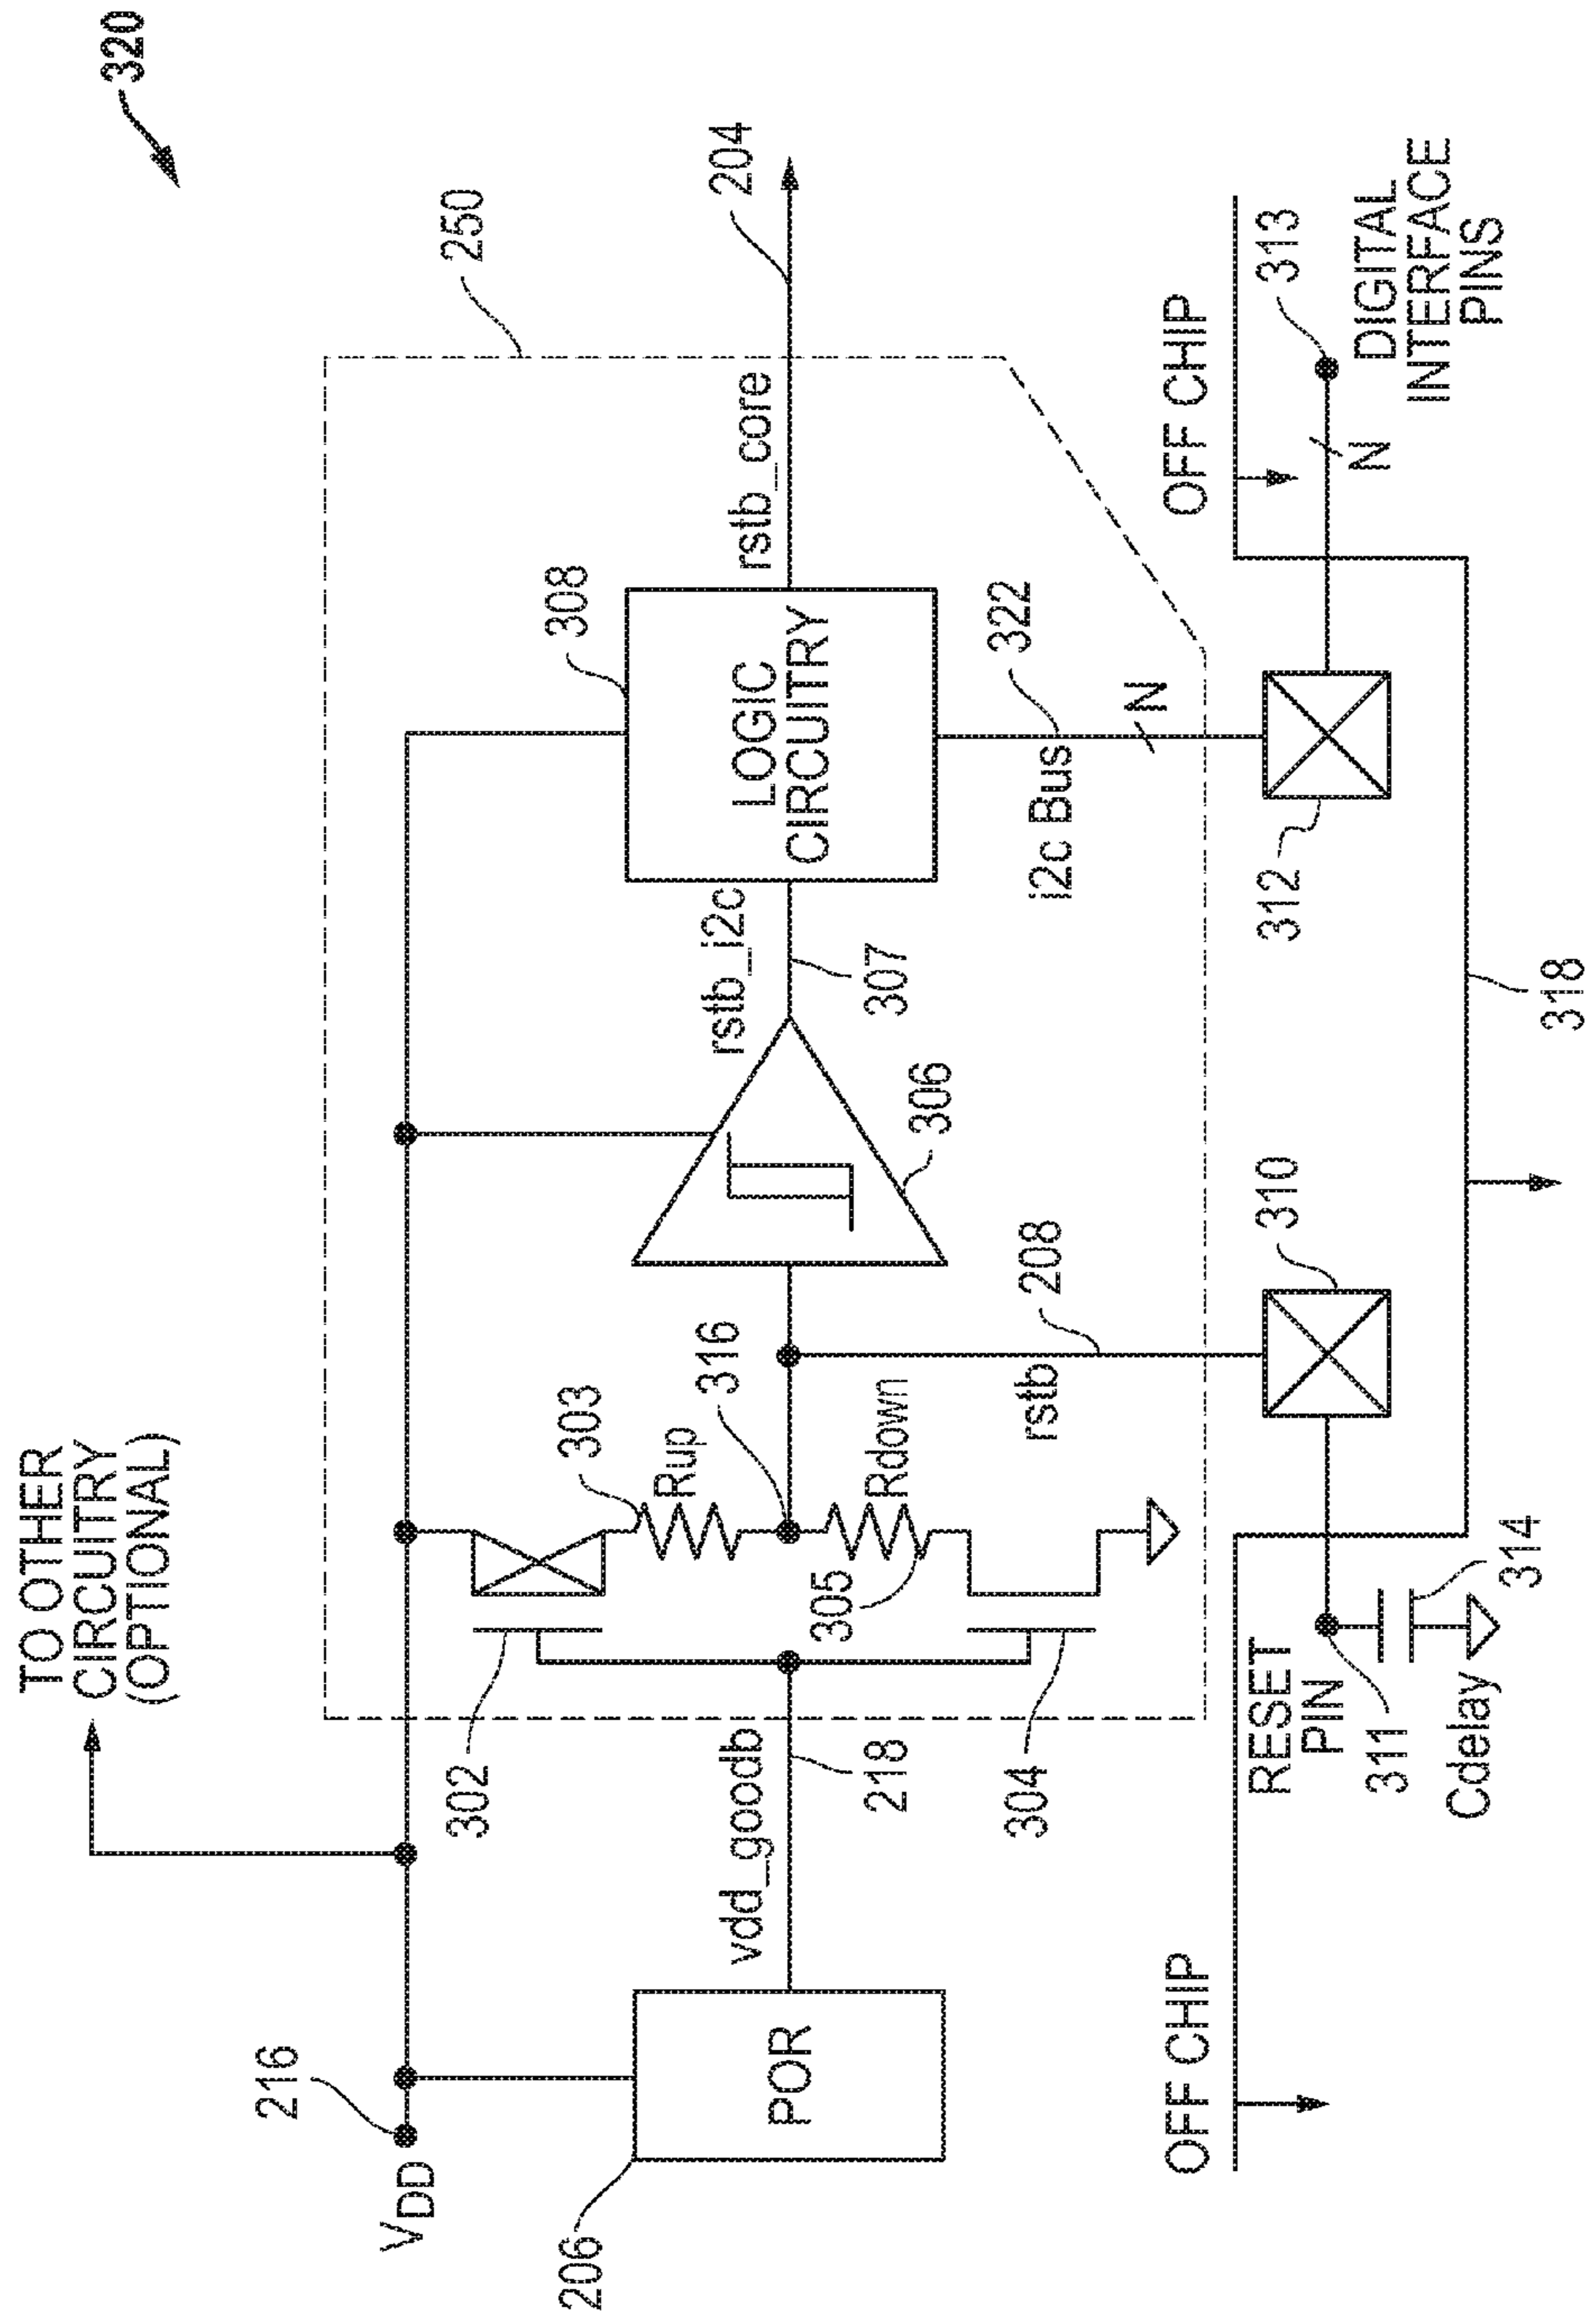 320
TO OTHER
CIRCUITRY
(OPTIONAL)
216
VDD
206
POR
vdd_goodb
218
302
303
Rup
316
305
Rdown
304
250
306
rstb_i2c
307
308
LOGIC
CIRCUITRY
rstb_core
204
rstb
208
i2c Bus
322
N
OFF CHIP
RESET
PIN
311
Cdelay
314
310
312
318
OFF CHIP
313
N
DIGITAL
INTERFACE
PINS